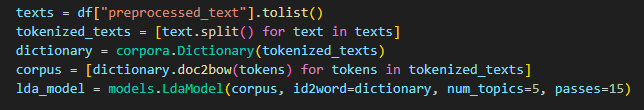 texts = df["preprocessed_text"].tolist()
tokenized_texts = [text.split() for text in texts]
dictionary = corpora.Dictionary(tokenized_texts)
corpus = [dictionary.doc2bow(tokens) for tokens in tokenized_texts]
lda_model = models.LdaModel(corpus, id2word=dictionary, num_topics=5, passes=15)